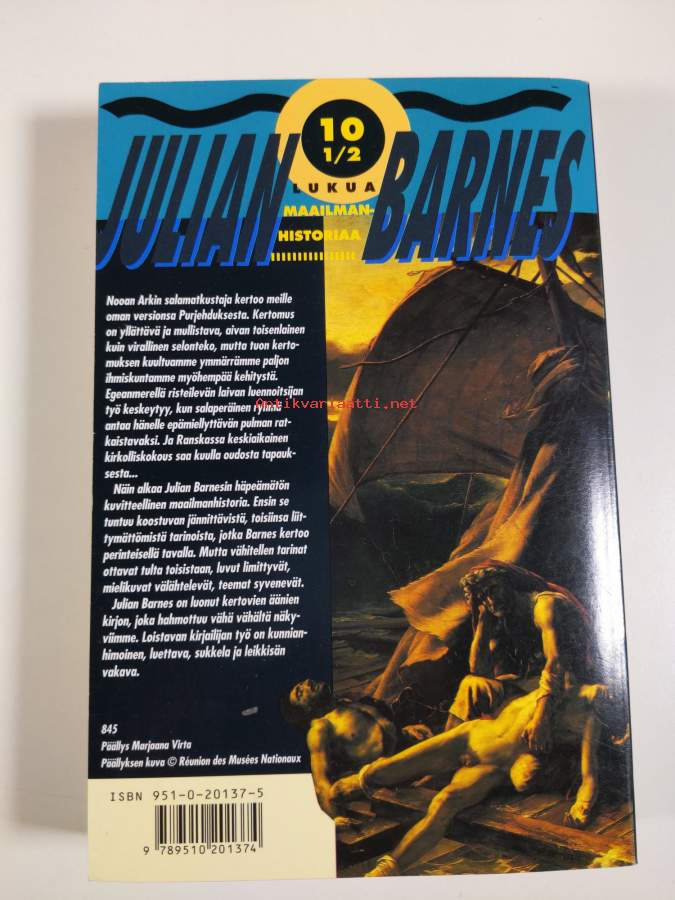 10
1/2
JULIAN BARNES
LUKUA
MAAILMAN-
HISTORIAA
Nooan Arkin salamatkustaja kertoo meille
oman versionsa Purjehduksesta. Kertomus
on yllättävä ja mullistava, aivan toisenlainen
kuin virallinen selonteko, mutta tuon kerto-
muksen kuultuamme ymmärrämme paljon
ihmiskuntamme myöhempää kehitystä.
Egeanmerellä risteilevän laivan luennoitsijan
työ keskeytyy, kun salaperäinen ryhmä
antaa hänelle epämiellyttävän pulman rat-
kaistavaksi. Ja Ranskassa keskiaikainen
kirkolliskokous saa kuulla oudosta tapauk-
sesta...
Näin alkaa Julian Barnesin häpeämätön
kuvitteellinen maailmanhistoria. Ensin se
tuntuu koostuvan jännittävistä, toisiinsa liit-
tymättömistä tarinoista, jotka Barnes kertoo
perinteisellä tavalla. Mutta vähitellen tarinat
ottavat tulta toisistaan, luvut limittyvät,
mielikuvat välähtelevät, teemat syvenevät.
Julian Barnes on luonut kertovien äänien
kirjon, joka hahmottuu vähä vähältä näky-
viimme. Loistavan kirjailijan työ on kunnian-
himoinen, luettava, sukkela ja leikkisän
vakava.
Antikvariaatti.net
845
Päällys Marjaana Virta
Päällyksen kuva © Réunion des Musées Nationaux
ISBN 951-0-20137-5
9 789510 201374